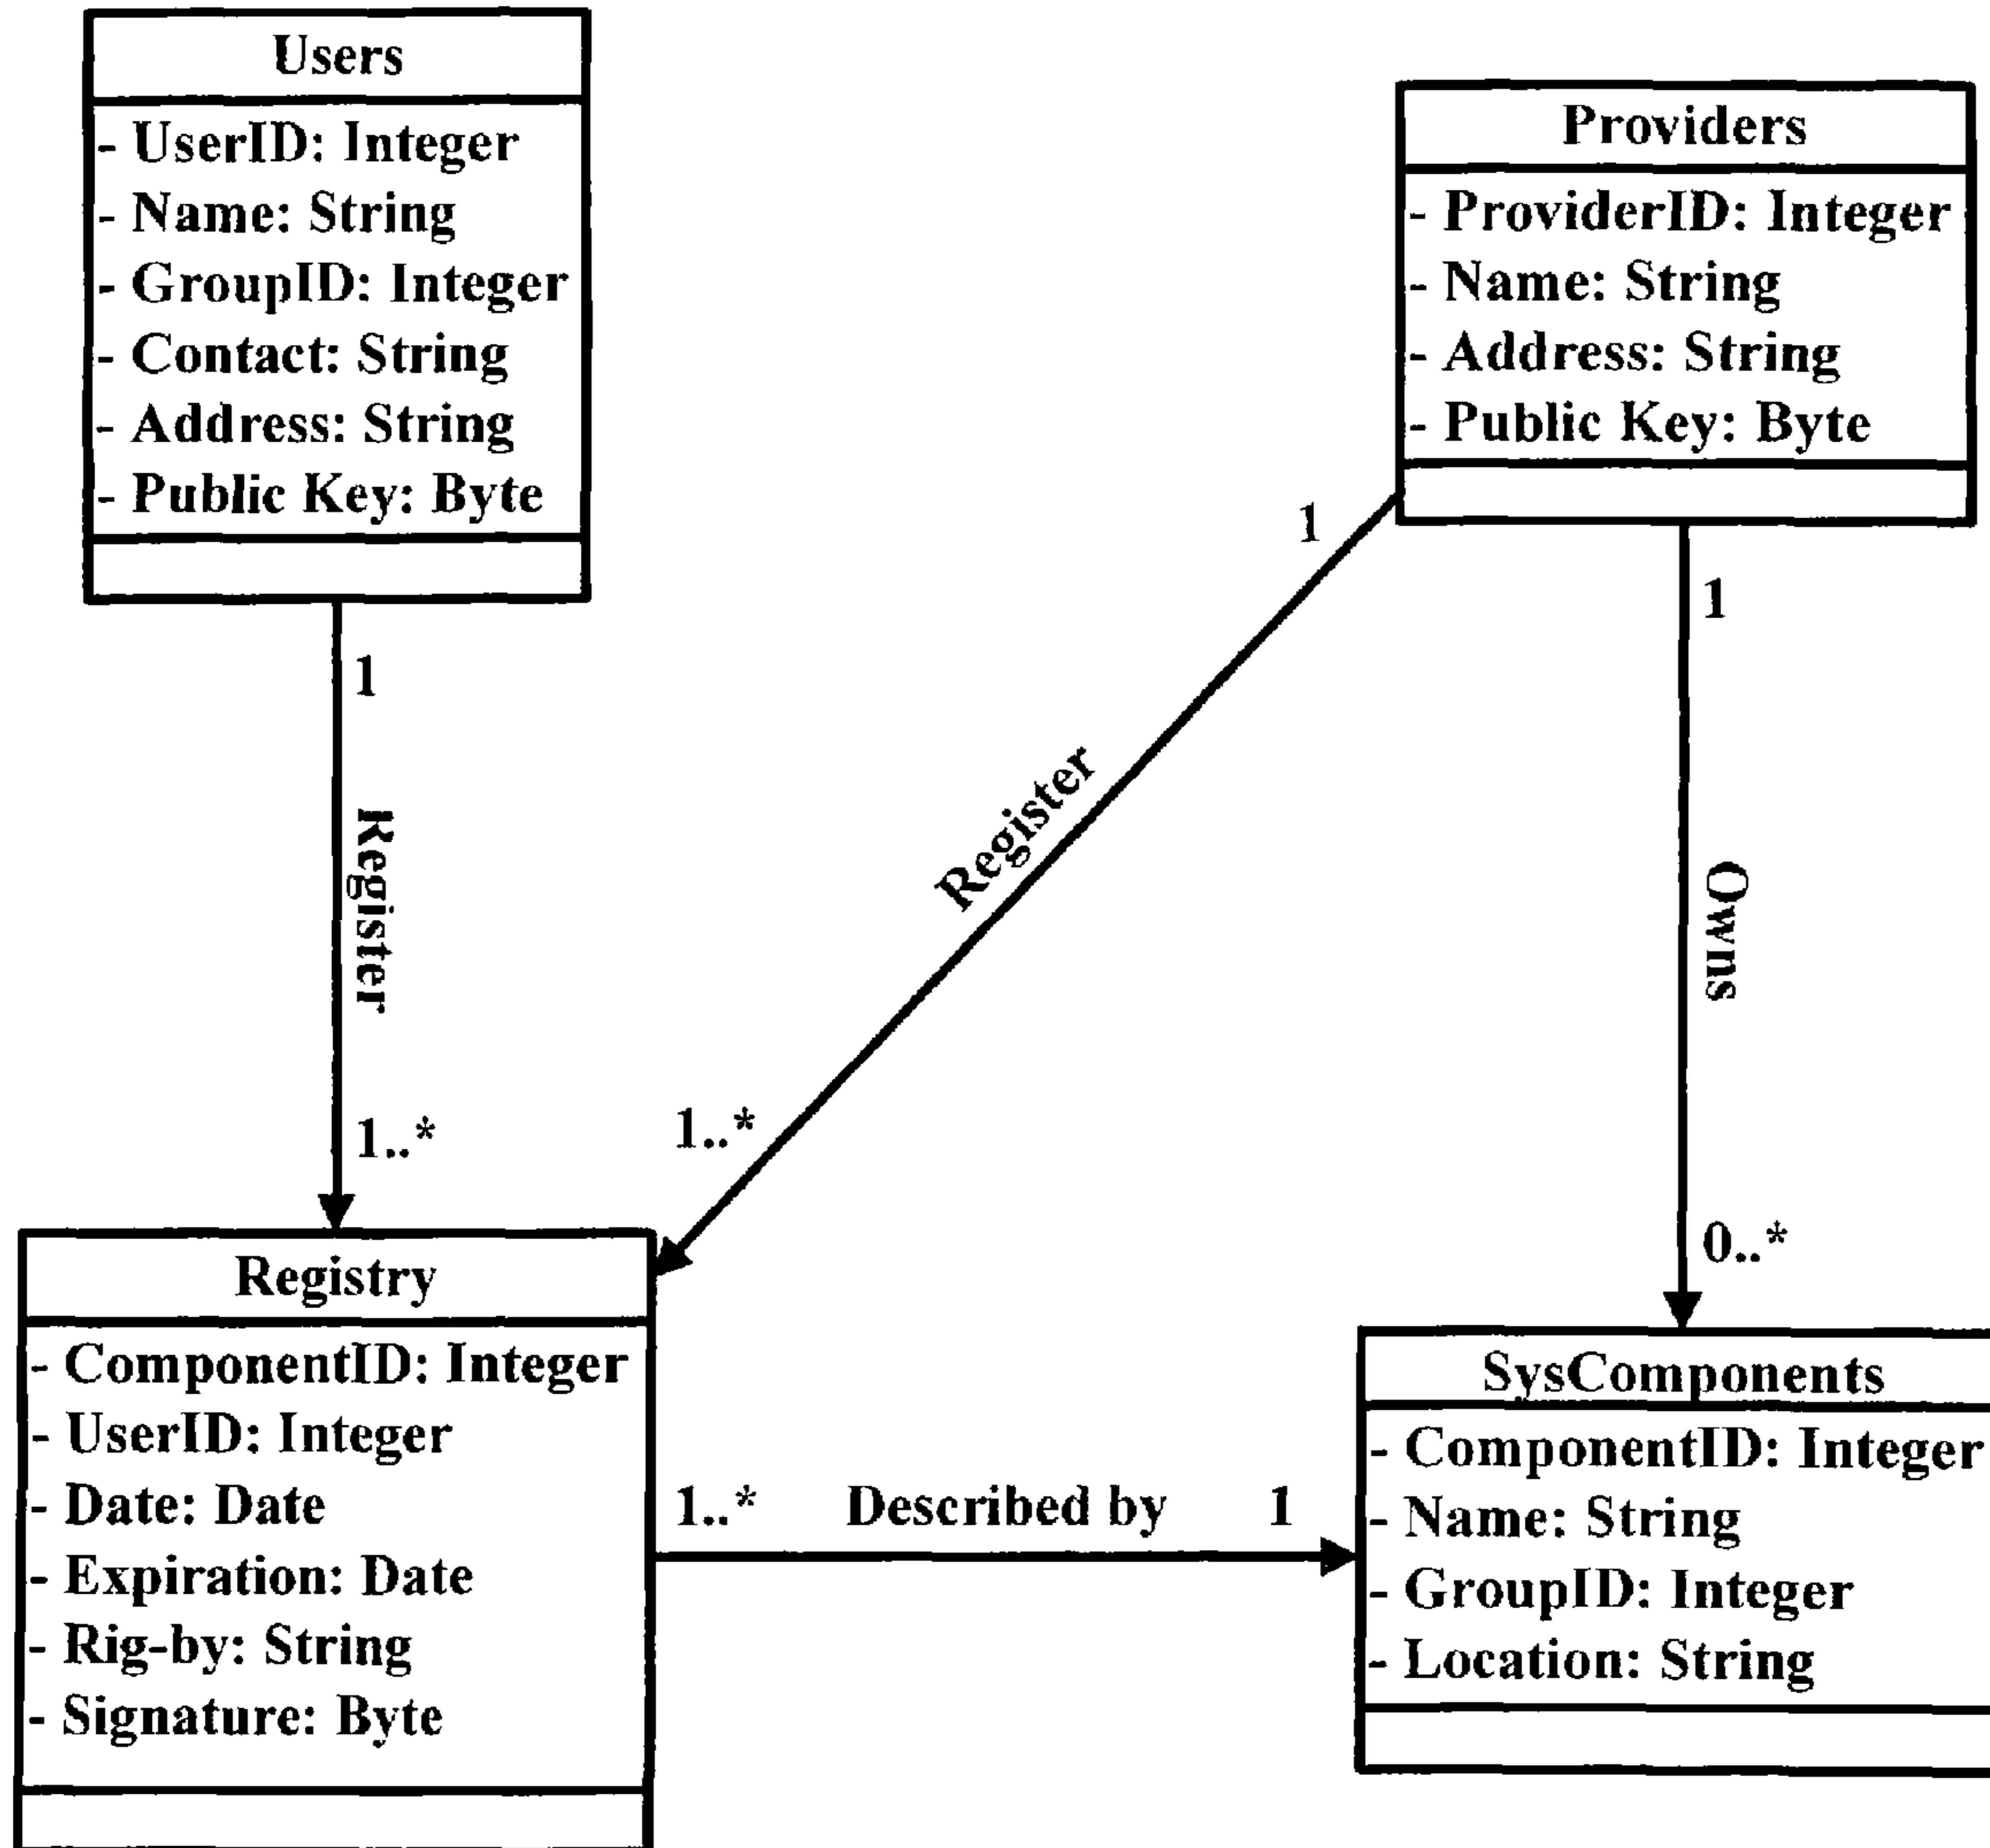 Users
- UserID: Integer
- Name: String
- GroupID: Integer
- Contact: String
- Address: String
- Public Key: Byte
Providers
- ProviderID: Integer
- Name: String
- Address: String
- Public Key: Byte
1
Register
1..*
1
Register
1..*
1
Owns
0..*
Registry
- ComponentID: Integer
- UserID: Integer
- Date: Date
- Expiration: Date
- Rig-by: String
- Signature: Byte
1..* Described by 1
SysComponents
- ComponentID: Integer
- Name: String
- GroupID: Integer
- Location: String